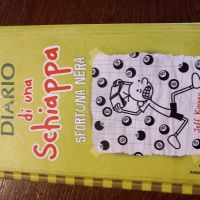 DIARIO
di una
Schiappa
SFORTUNA NERA
Jeff Kinney